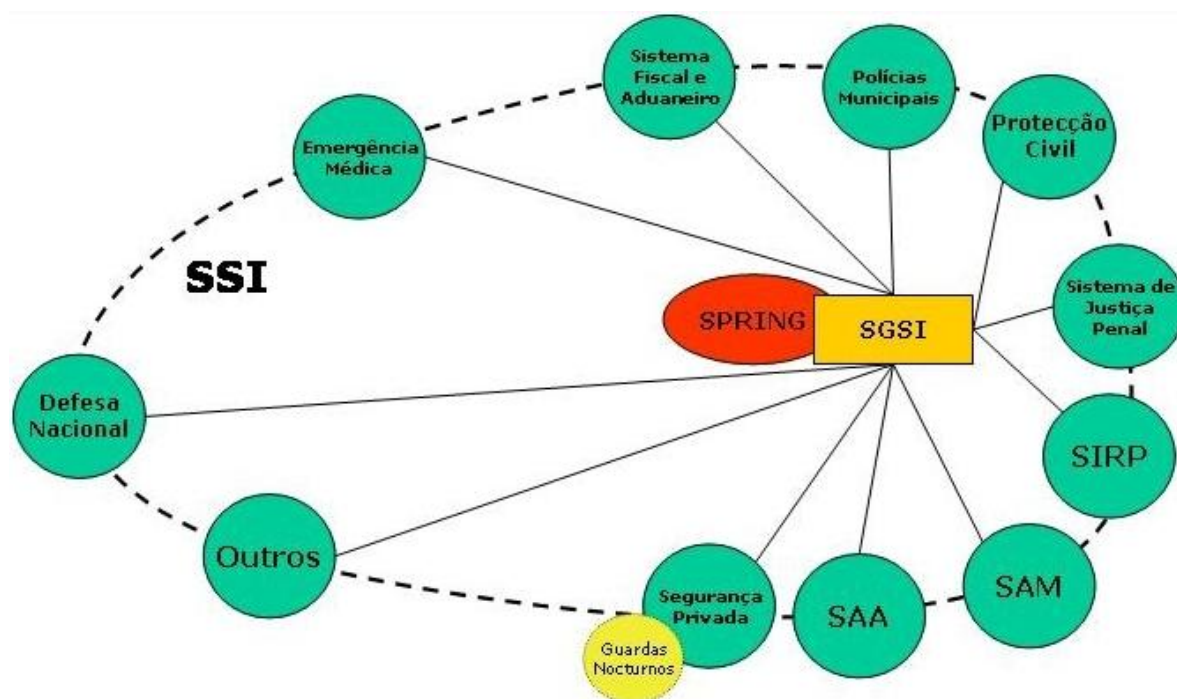 Sistema
Fiscal e
Aduaneiro
Polícias
Municipais
Protecção
Civil
Emergência
Médica
SSI
Sistema de
Justiça
Penal
SPRING
SGSI
Defesa
Nacional
SIRP
Outros
Segurança
Privada
SAA
SAM
Guardas
Nocturnos